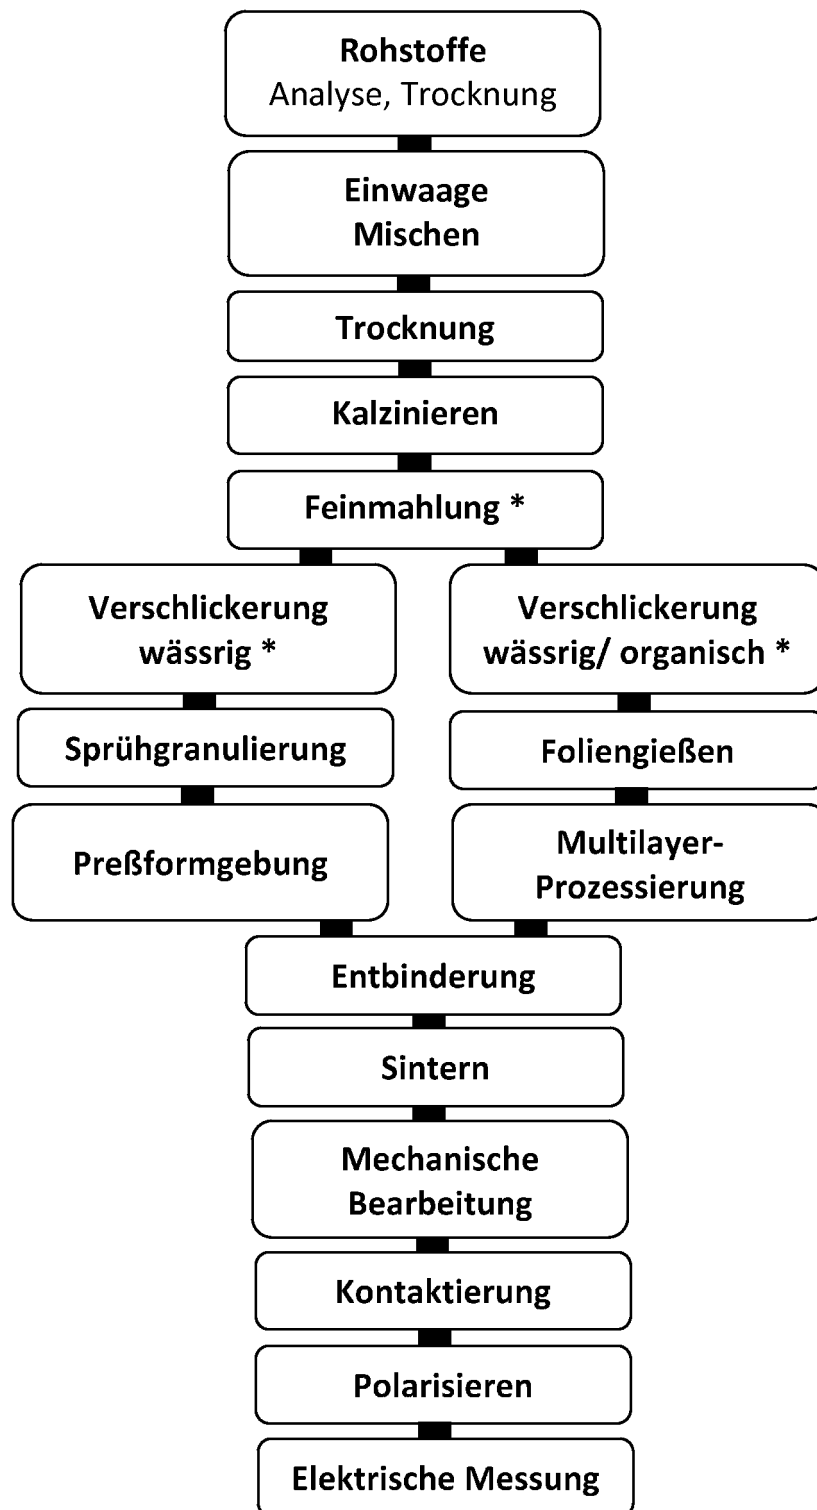 Rohstoffe
Analyse, Trocknung
Einwaage
Mischen
Trocknung
Kalzinieren
Feinmahlung *
Verschlickerung
wässrig *
Verschlickerung
wässrig/ organisch *
Sprühgranulierung
Foliengießen
Preßformgebung
Multilayer-
Prozessierung
Entbinderung
Sintern
Mechanische
Bearbeitung
Kontaktierung
Polarisieren
Elektrische Messung